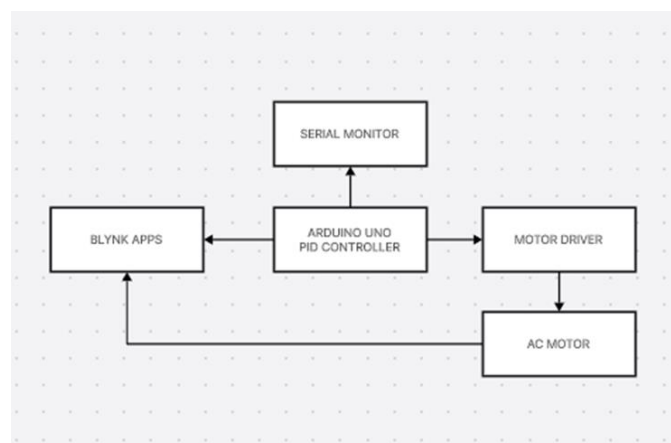 SERIAL MONITOR
BLYNK APPS
ARDUINO UNO
PID CONTROLLER
MOTOR DRIVER
AC MOTOR